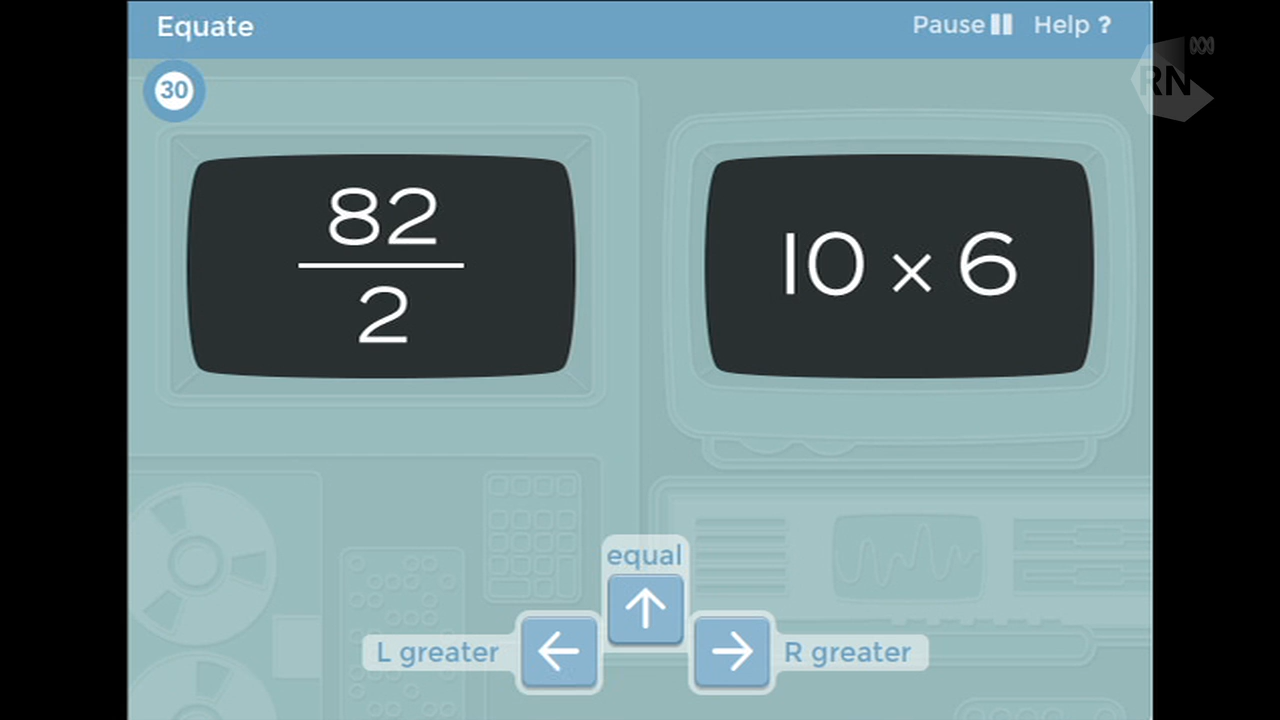 Equate
Pause Help ?
RN
30
82
2
10 × 6
equal
L greater
R greater